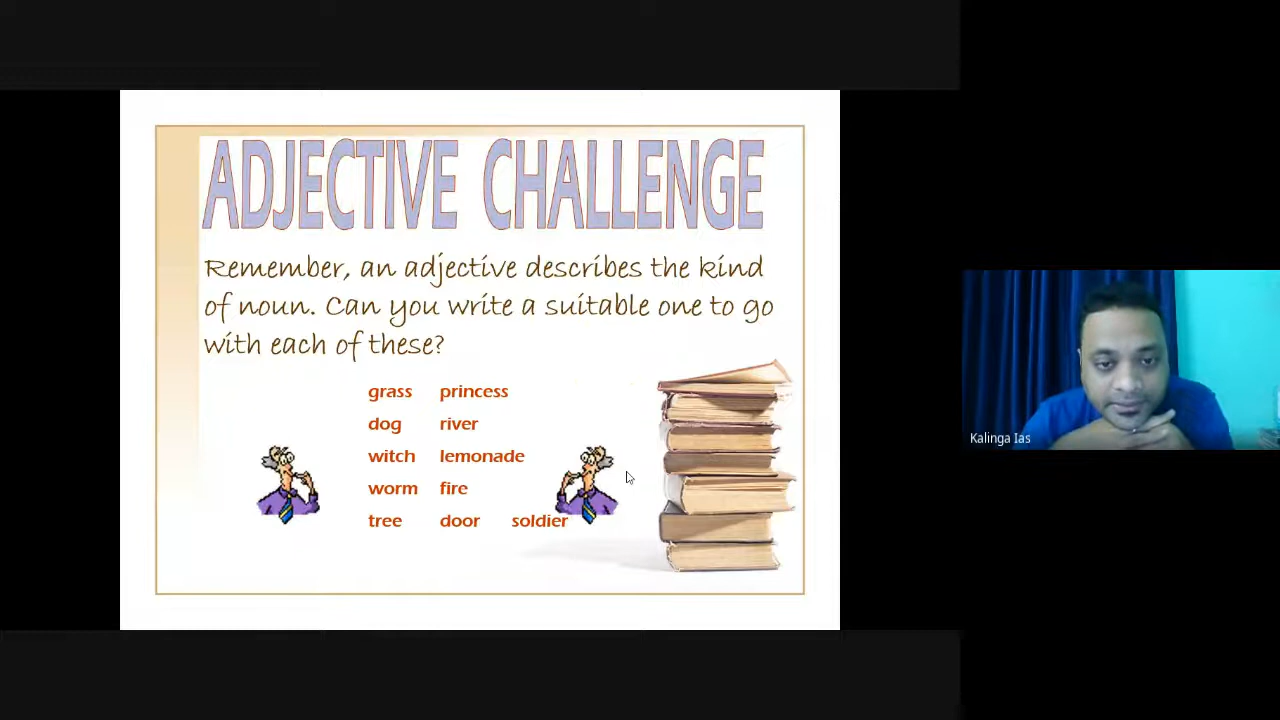 ADJECTIVE CHALLENGE
Remember, an adjective describes the kind
of noun. Can you write a suitable one to go
with each of these?
grass princess
dog river
witch lemonade
worm fire
tree door soldier
Kalinga Ias